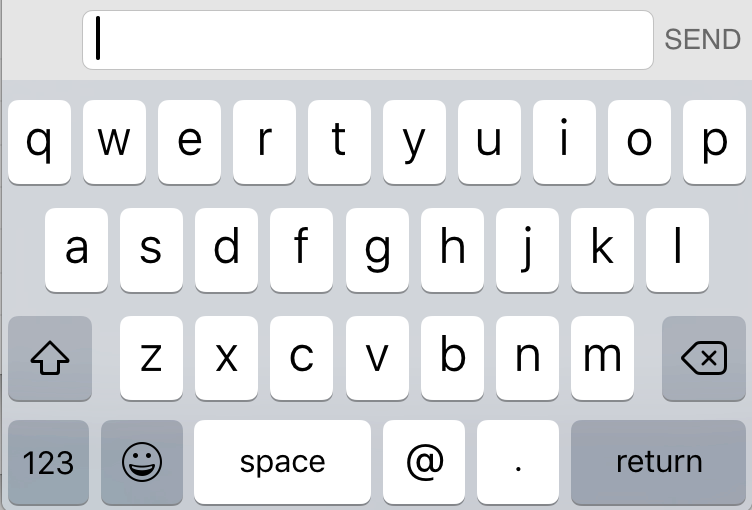 SEND
q w e r t y u i o p
a s d f g h j k l
z x c v b n m
123 space @ . return